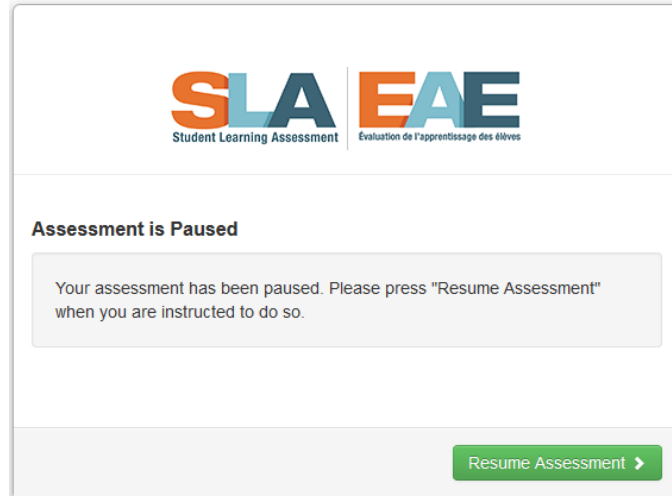 SLA EAE
Student Learning Assessment
Évaluation de l'apprentissage des élèves
Assessment is Paused
Your assessment has been paused. Please press "Resume Assessment"
when you are instructed to do so.
Resume Assessment